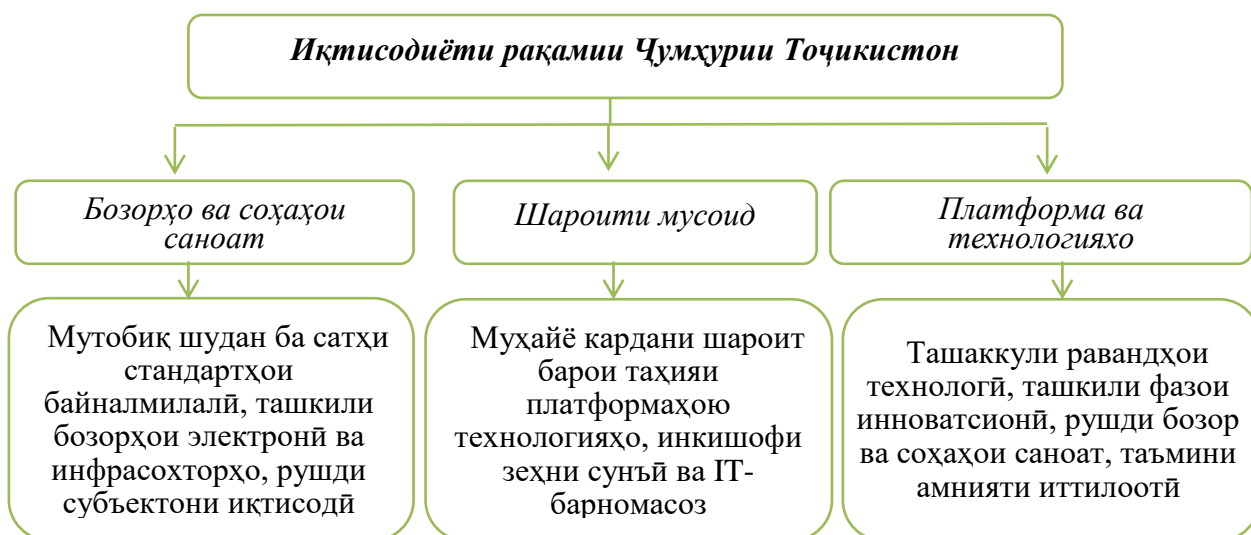 Иқтисодиёти рақамии Ҷумҳурии Тоҷикистон
Бозорҳо ва соҳаҳои
саноат
Шароити мусоид
Платформа ва
технологияхо
Мутобиқ шудан ба сатҳи
стандартҳои
байналмилалӣ, ташкили
бозорҳои электронӣ ва
инфрасохторҳо, рушди
субъектони иқтисодӣ
Муҳайё кардани шароит
барои таҳияи
платформаҳою
технологияҳо, инкишофи
зеҳни сунъӣ ва IT-
барномасоз
Ташаккули равандҳои
технологӣ, ташкили фазои
инноватсионӣ, рушди бозор
ва соҳаҳои саноат, таъмини
амнияти иттилоотӣ